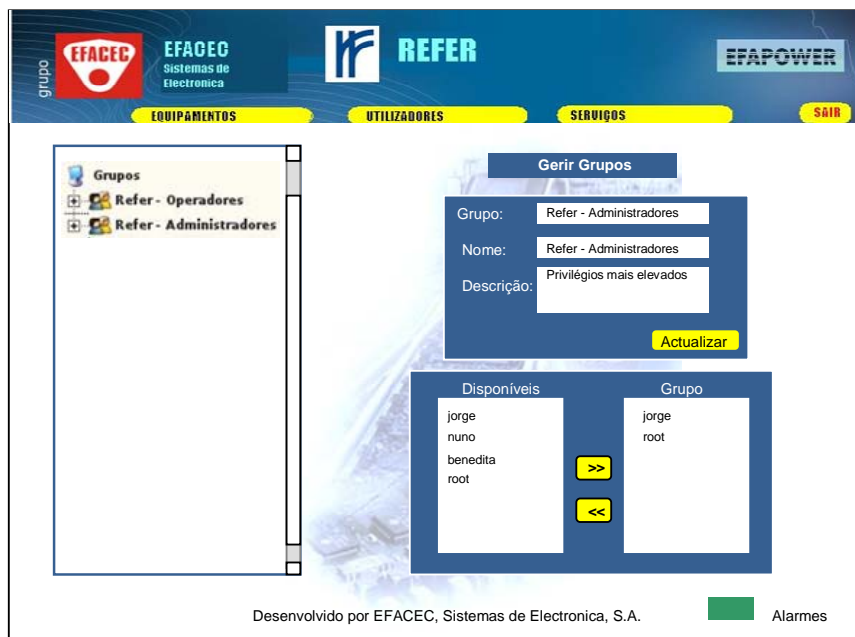 grupo
EFACEC
EFACEC
Sistemas de
Electronica
REFER
EFAPOWER
EQUIPAMENTOS
UTILIZADORES
SERVIÇOS
SAIR
Grupos
Refer - Operadores
Refer - Administradores
Gerir Grupos
Grupo: Refer - Administradores
Nome: Refer - Administradores
Descrição: Privilégios mais elevados
Actualizar
Disponíveis
jorge
nuno
benedita
root
>>
<<
Grupo
jorge
root
Desenvolvido por EFACEC, Sistemas de Electronica, S.A.
Alarmes